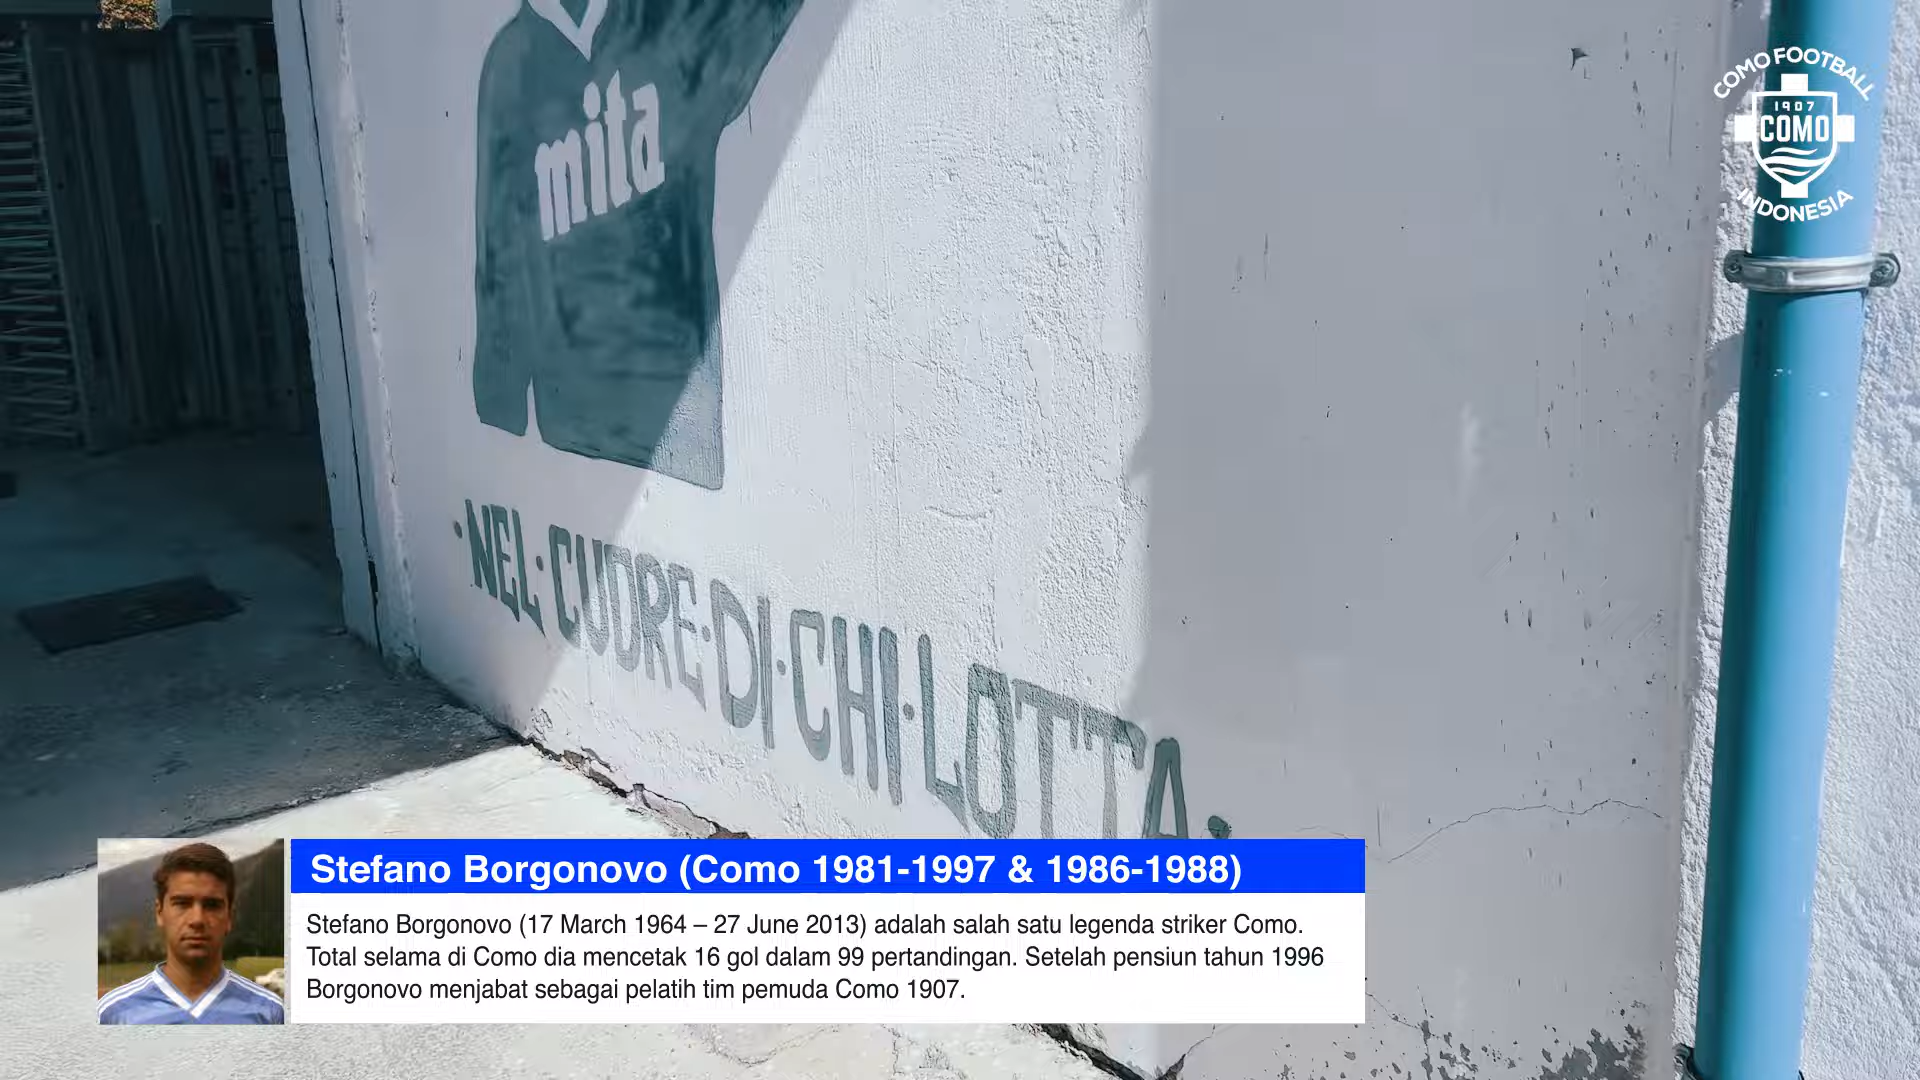 mita
COMO FOOTBALL
1907
COMO
INDONESIA
·NEL·CUORE·DI·CHI·LOTTA·
Stefano Borgonovo (Como 1981-1997 & 1986-1988)
Stefano Borgonovo (17 March 1964 – 27 June 2013) adalah salah satu legenda striker Como.
Total selama di Como dia mencetak 16 gol dalam 99 pertandingan. Setelah pensiun tahun 1996
Borgonovo menjabat sebagai pelatih tim pemuda Como 1907.